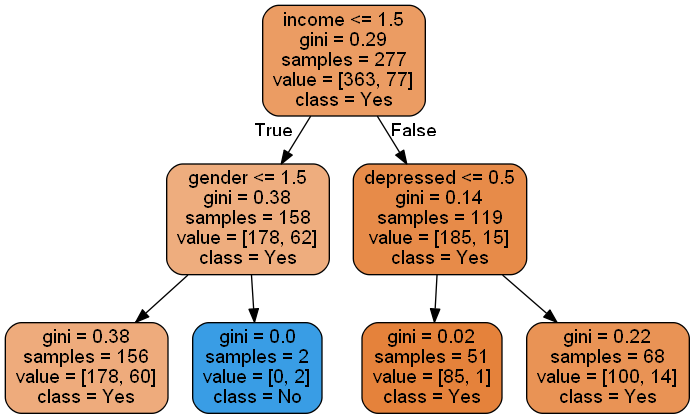 income <= 1.5
gini = 0.29
samples = 277
value = [363, 77]
class = Yes
True
False
gender <= 1.5
gini = 0.38
samples = 158
value = [178, 62]
class = Yes
depressed <= 0.5
gini = 0.14
samples = 119
value = [185, 15]
class = Yes
gini = 0.38
samples = 156
value = [178, 60]
class = Yes
gini = 0.0
samples = 2
value = [0, 2]
class = No
gini = 0.02
samples = 51
value = [85, 1]
class = Yes
gini = 0.22
samples = 68
value = [100, 14]
class = Yes